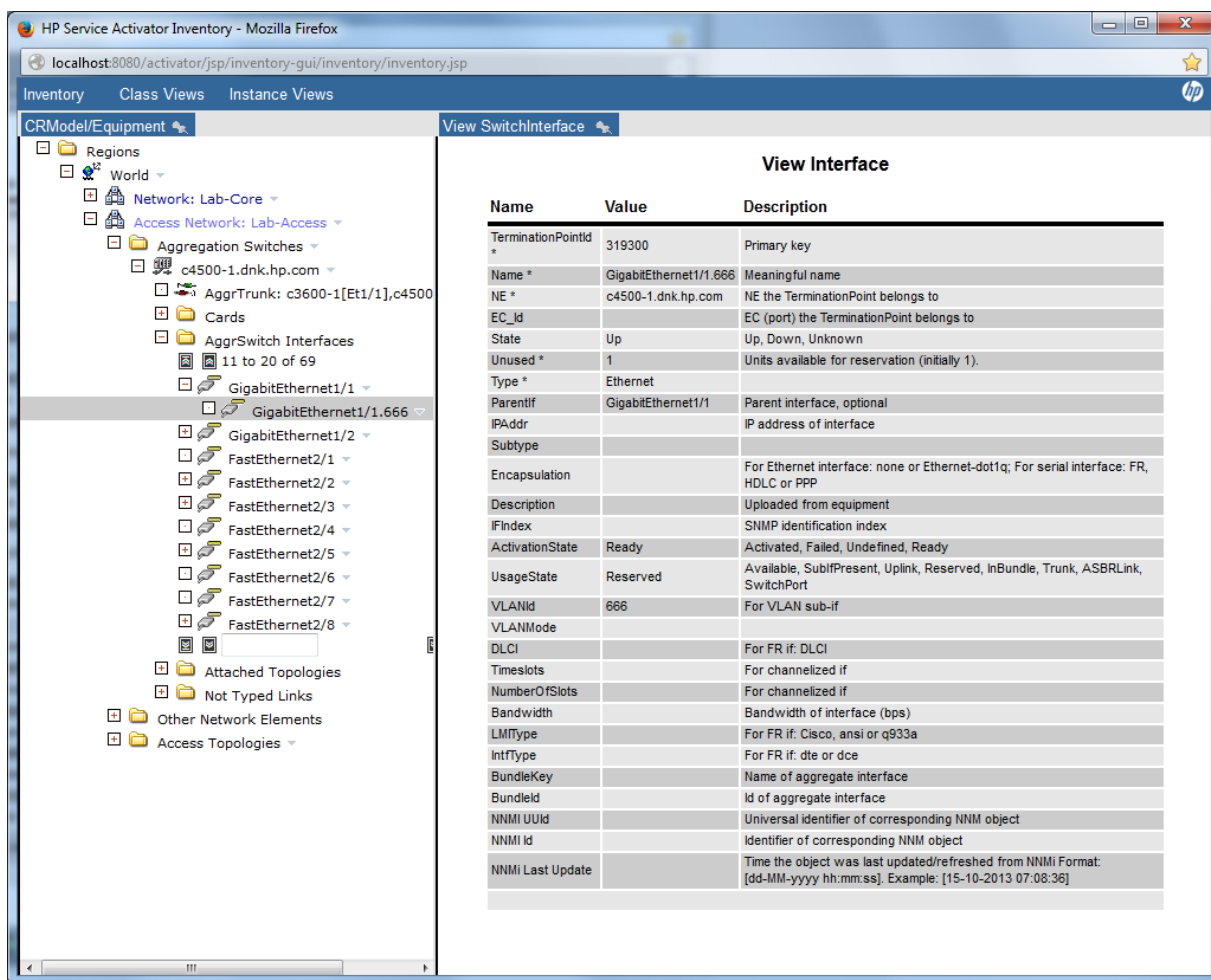 HP Service Activator Inventory - Mozilla Firefox
localhost:8080/activator/jsp/inventory-gui/inventory/inventory.jsp
Inventory Class Views Instance Views hp
CRModel/Equipment
Regions
World
Network: Lab-Core
Access Network: Lab-Access
Aggregation Switches
c4500-1.dnk.hp.com
AggrTrunk: c3600-1[Et1/1],c4500
Cards
AggrSwitch Interfaces
11 to 20 of 69
GigabitEthernet1/1
GigabitEthernet1/1.666
GigabitEthernet1/2
FastEthernet2/1
FastEthernet2/2
FastEthernet2/3
FastEthernet2/4
FastEthernet2/5
FastEthernet2/6
FastEthernet2/7
FastEthernet2/8
Attached Topologies
Not Typed Links
Other Network Elements
Access Topologies
View SwitchInterface
View Interface
Name Value Description
TerminationPointId
* 319300 Primary key
Name * GigabitEthernet1/1.666 Meaningful name
NE * c4500-1.dnk.hp.com NE the TerminationPoint belongs to
EC_Id EC (port) the TerminationPoint belongs to
State Up Up, Down, Unknown
Unused * 1 Units available for reservation (initially 1).
Type * Ethernet
ParentIf GigabitEthernet1/1 Parent interface, optional
IPAddr IP address of interface
Subtype
Encapsulation For Ethernet interface: none or Ethernet-dot1q; For serial interface: FR,
HDLC or PPP
Description Uploaded from equipment
IFIndex SNMP identification index
ActivationState Ready Activated, Failed, Undefined, Ready
UsageState Reserved Available, SubIfPresent, Uplink, Reserved, InBundle, Trunk, ASBRLink,
SwitchPort
VLANId 666 For VLAN sub-if
VLANMode
DLCI For FR if: DLCI
Timeslots For channelized if
NumberOfSlots For channelized if
Bandwidth Bandwidth of interface (bps)
LMIType For FR if: Cisco, ansi or q933a
IntfType For FR if: dte or dce
BundleKey Name of aggregate interface
BundleId Id of aggregate interface
NNMI UUId Universal identifier of corresponding NNM object
NNMI Id Identifier of corresponding NNM object
NNMi Last Update Time the object was last updated/refreshed from NNMi Format:
[dd-MM-yyyy hh:mm:ss]. Example: [15-10-2013 07:08:36]